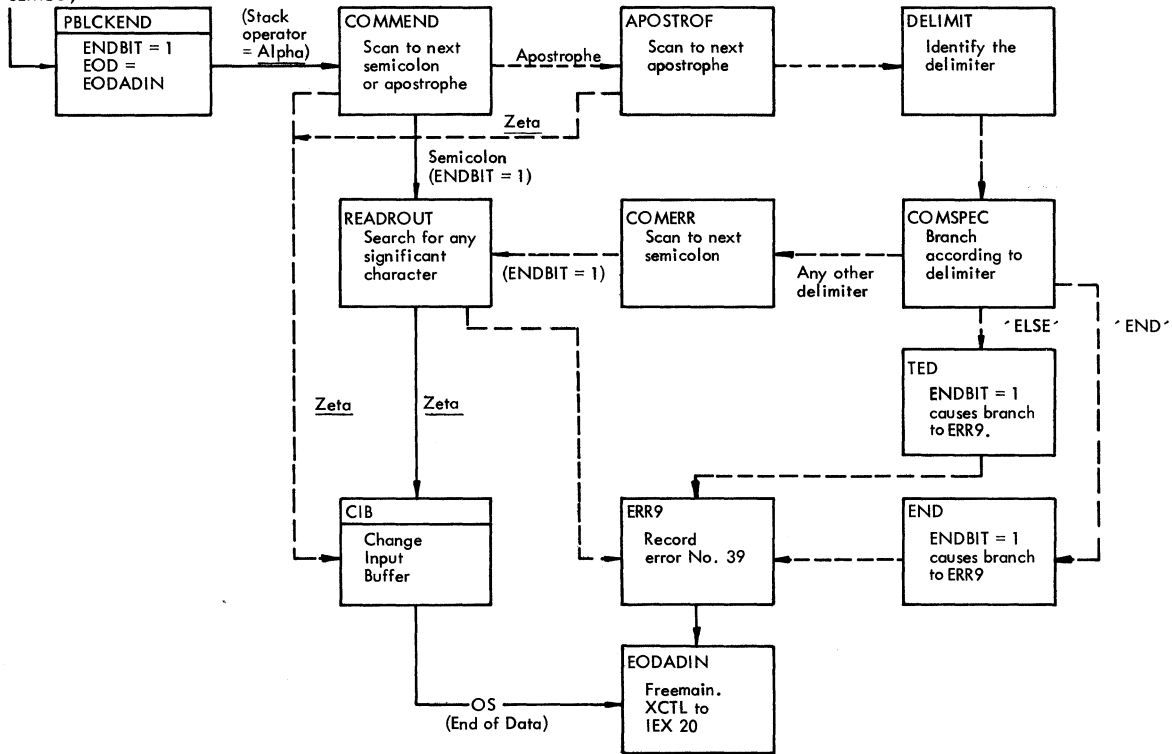 PBLCKEND
ENDBIT = 1
EOD =
EODADIN
(Stack
operator
= Alpha)
COMMEND
Scan to next
semicolon
or apostrophe
Apostrophe
APOSTROF
Scan to next
apostrophe
DELIMIT
Identify the
delimiter
Zeta
Semicolon
(ENDBIT = 1)
READROUT
Search for any
significant
character
(ENDBIT = 1)
COMERR
Scan to next
semicolon
Any other
delimiter
COMSPEC
Branch
according to
delimiter
´ELSE´
´END´
TED
ENDBIT = 1
causes branch
to ERR9.
Zeta
Zeta
CIB
Change
Input
Buffer
ERR9
Record
error No. 39
END
ENDBIT = 1
causes branch
to ERR9
OS
(End of Data)
EODADIN
Freemain.
XCTL to
IEX 20